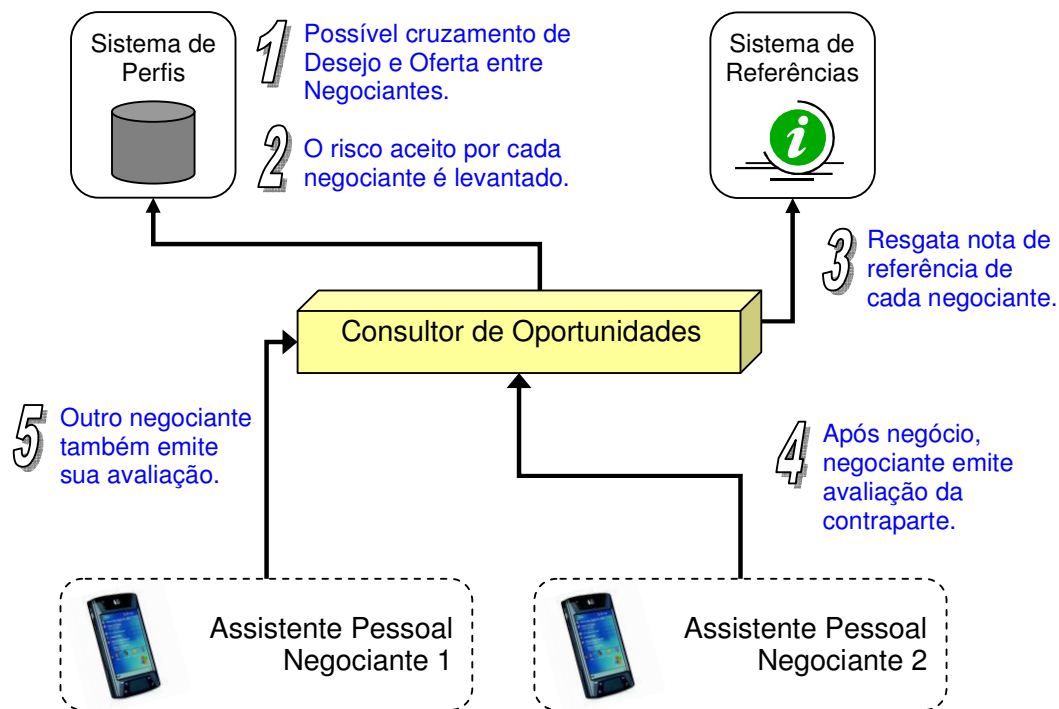 Sistema de
Perfis
1
Possível cruzamento de
Desejo e Oferta entre
Negociantes.
2
O risco aceito por cada
negociante é levantado.
Sistema de
Referências
i
3
Resgata nota de
referência de
cada negociante.
Consultor de Oportunidades
5
Outro negociante
também emite
sua avaliação.
4
Após negócio,
negociante emite
avaliação da
contraparte.
Assistente Pessoal
Negociante 1
Assistente Pessoal
Negociante 2